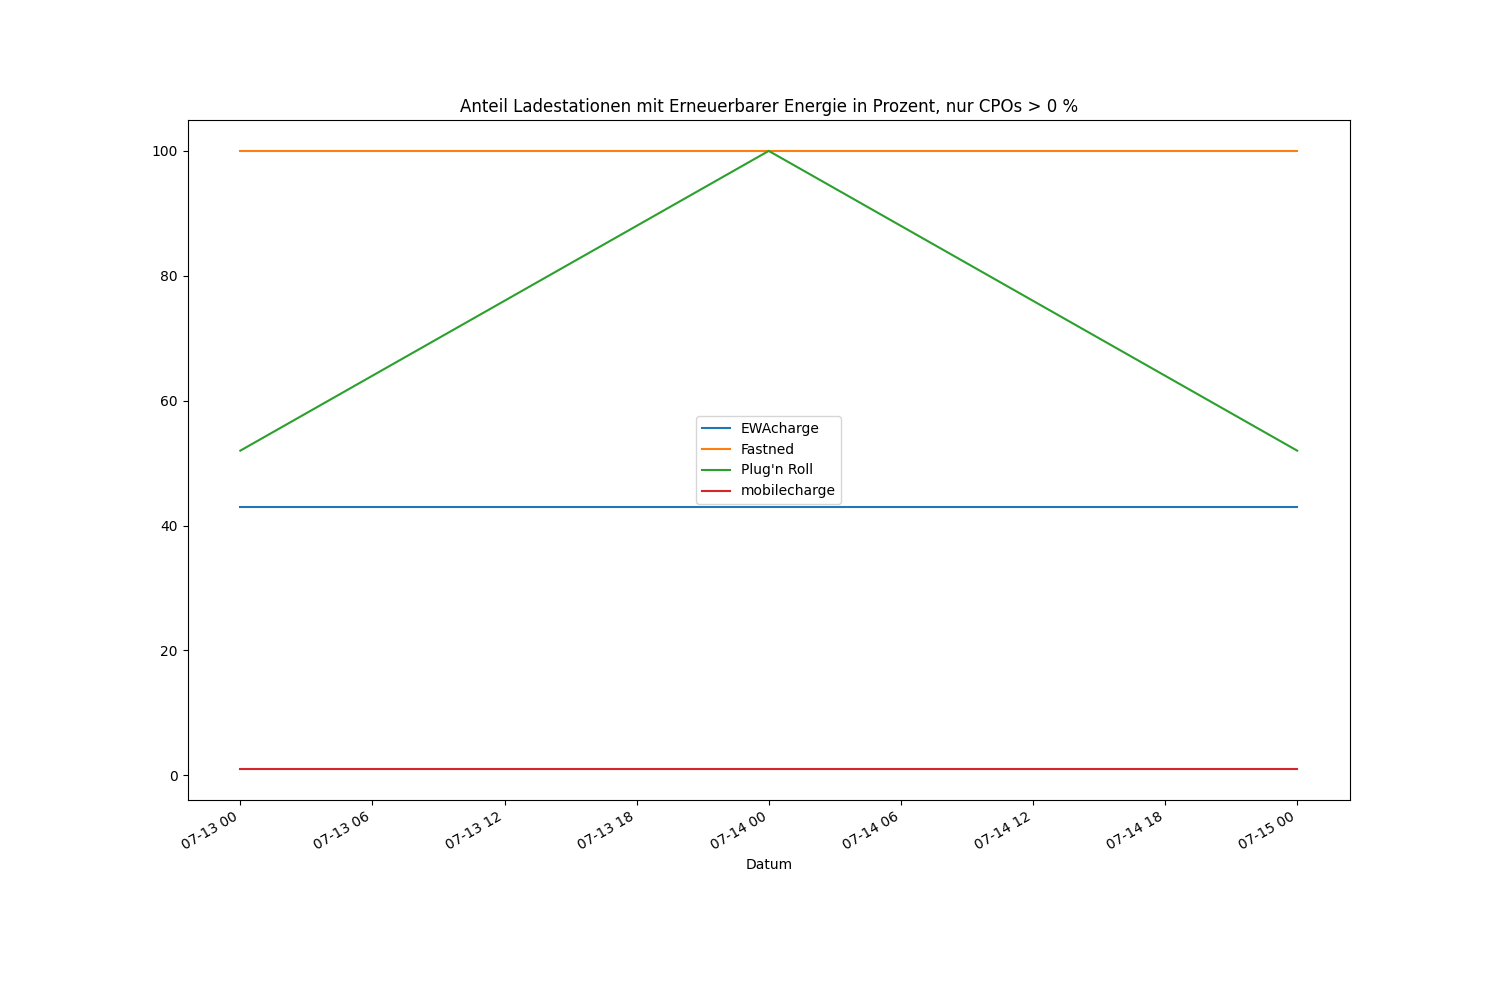 Anteil Ladestationen mit Erneuerbarer Energie in Prozent, nur CPOs > 0 %
100
80
60
40
20
0
EWAcharge
Fastned
Plug'n Roll
mobilecharge
07-13 00
07-13 06
07-13 12
07-13 18
07-14 00
07-14 06
07-14 12
07-14 18
07-15 00
Datum